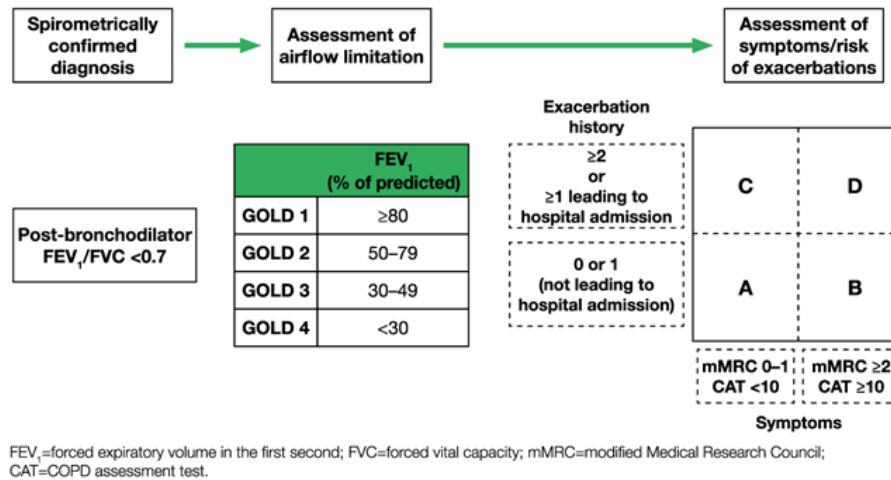 Spirometrically
confirmed
diagnosis
Assessment of
airflow limitation
Assessment of
symptoms/risk
of exacerbations
Post-bronchodilator
FEV₁/FVC <0.7
FEV₁
(% of predicted)
GOLD 1 ≥80
GOLD 2 50–79
GOLD 3 30–49
GOLD 4 <30
Exacerbation
history
≥2
or
≥1 leading to
hospital admission
0 or 1
(not leading to
hospital admission)
C D
A B
mMRC 0–1
CAT <10
mMRC ≥2
CAT ≥10
Symptoms
FEV₁=forced expiratory volume in the first second; FVC=forced vital capacity; mMRC=modified Medical Research Council;
CAT=COPD assessment test.